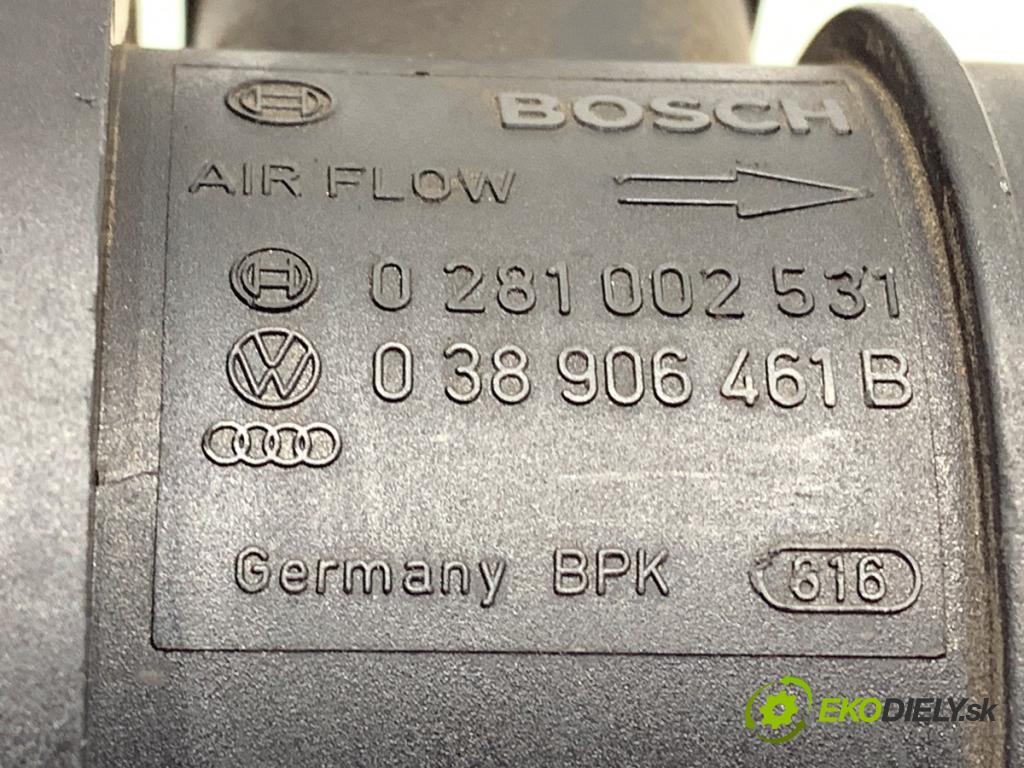 BOSCH
AIR FLOW
0 281 002 531
0 38 906 461 B
Germany BPK 616
EKODIELY.sk